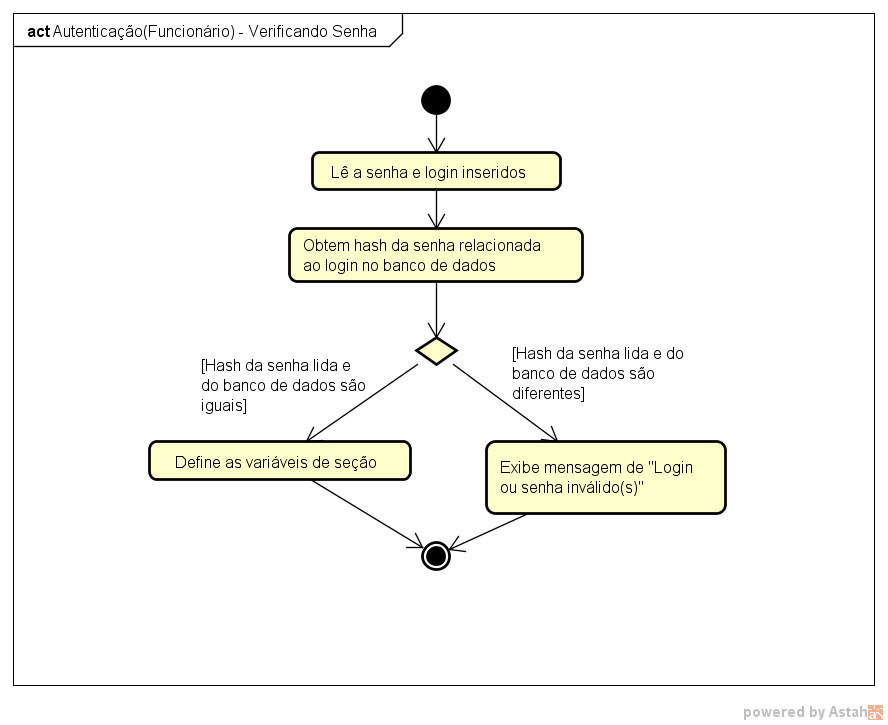 act Autenticação(Funcionário) - Verificando Senha
Lê a senha e login inseridos
Obtem hash da senha relacionada
ao login no banco de dados
[Hash da senha lida e
do banco de dados são
iguais]
[Hash da senha lida e do
banco de dados são
diferentes]
Define as variáveis de seção
Exibe mensagem de "Login
ou senha inválido(s)"
powered by Astah